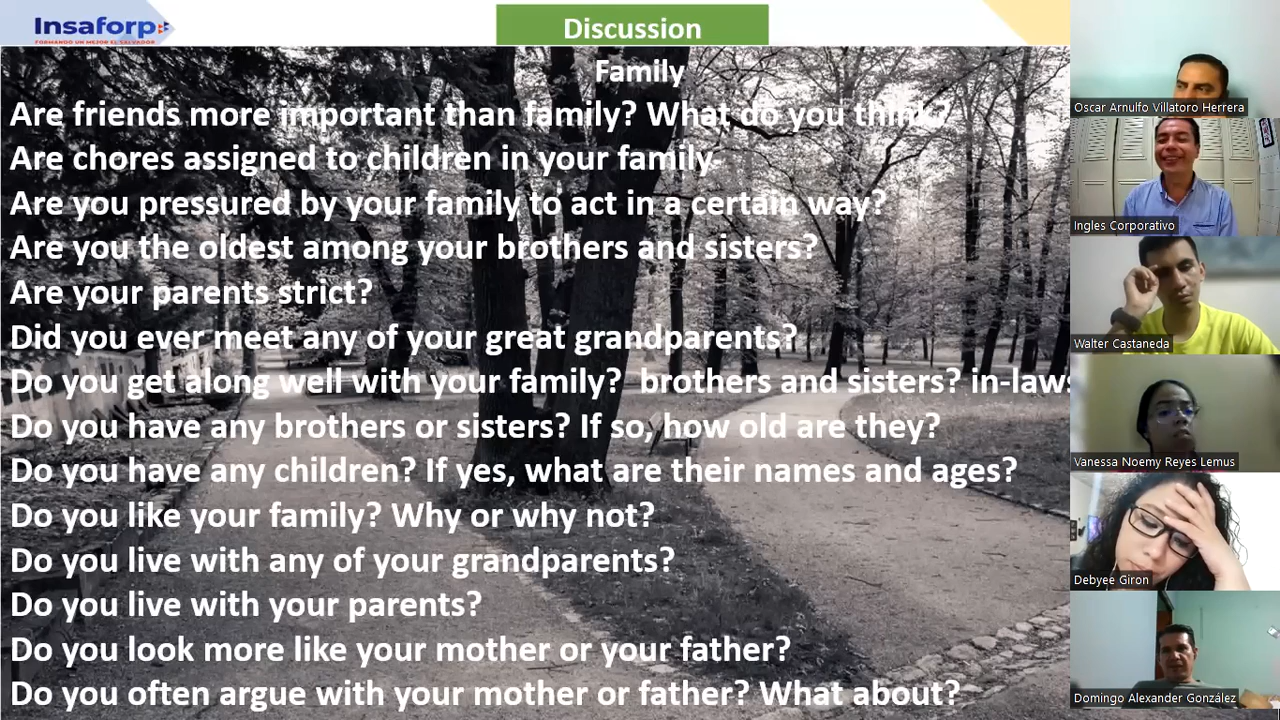 Insaforp
FORMANDO UN MEJOR EL SALVADOR
Discussion
Family
Are friends more important than family? What do you think?
Are chores assigned to children in your family-
Are you pressured by your family to act in a certain way?
Are you the oldest among your brothers and sisters?
Are your parents strict?
Did you ever meet any of your great grandparents?
Do you get along well with your family?  brothers and sisters? in-laws
Do you have any brothers or sisters? If so, how old are they?
Do you have any children? If yes, what are their names and ages?
Do you like your family? Why or why not?
Do you live with any of your grandparents?
Do you live with your parents?
Do you look more like your mother or your father?
Do you often argue with your mother or father? What about?
Oscar Arnulfo Villatoro Herrera
Ingles Corporativo
Walter Castaneda
Vanessa Noemy Reyes Lemus
Debyee Giron
Domingo Alexander González